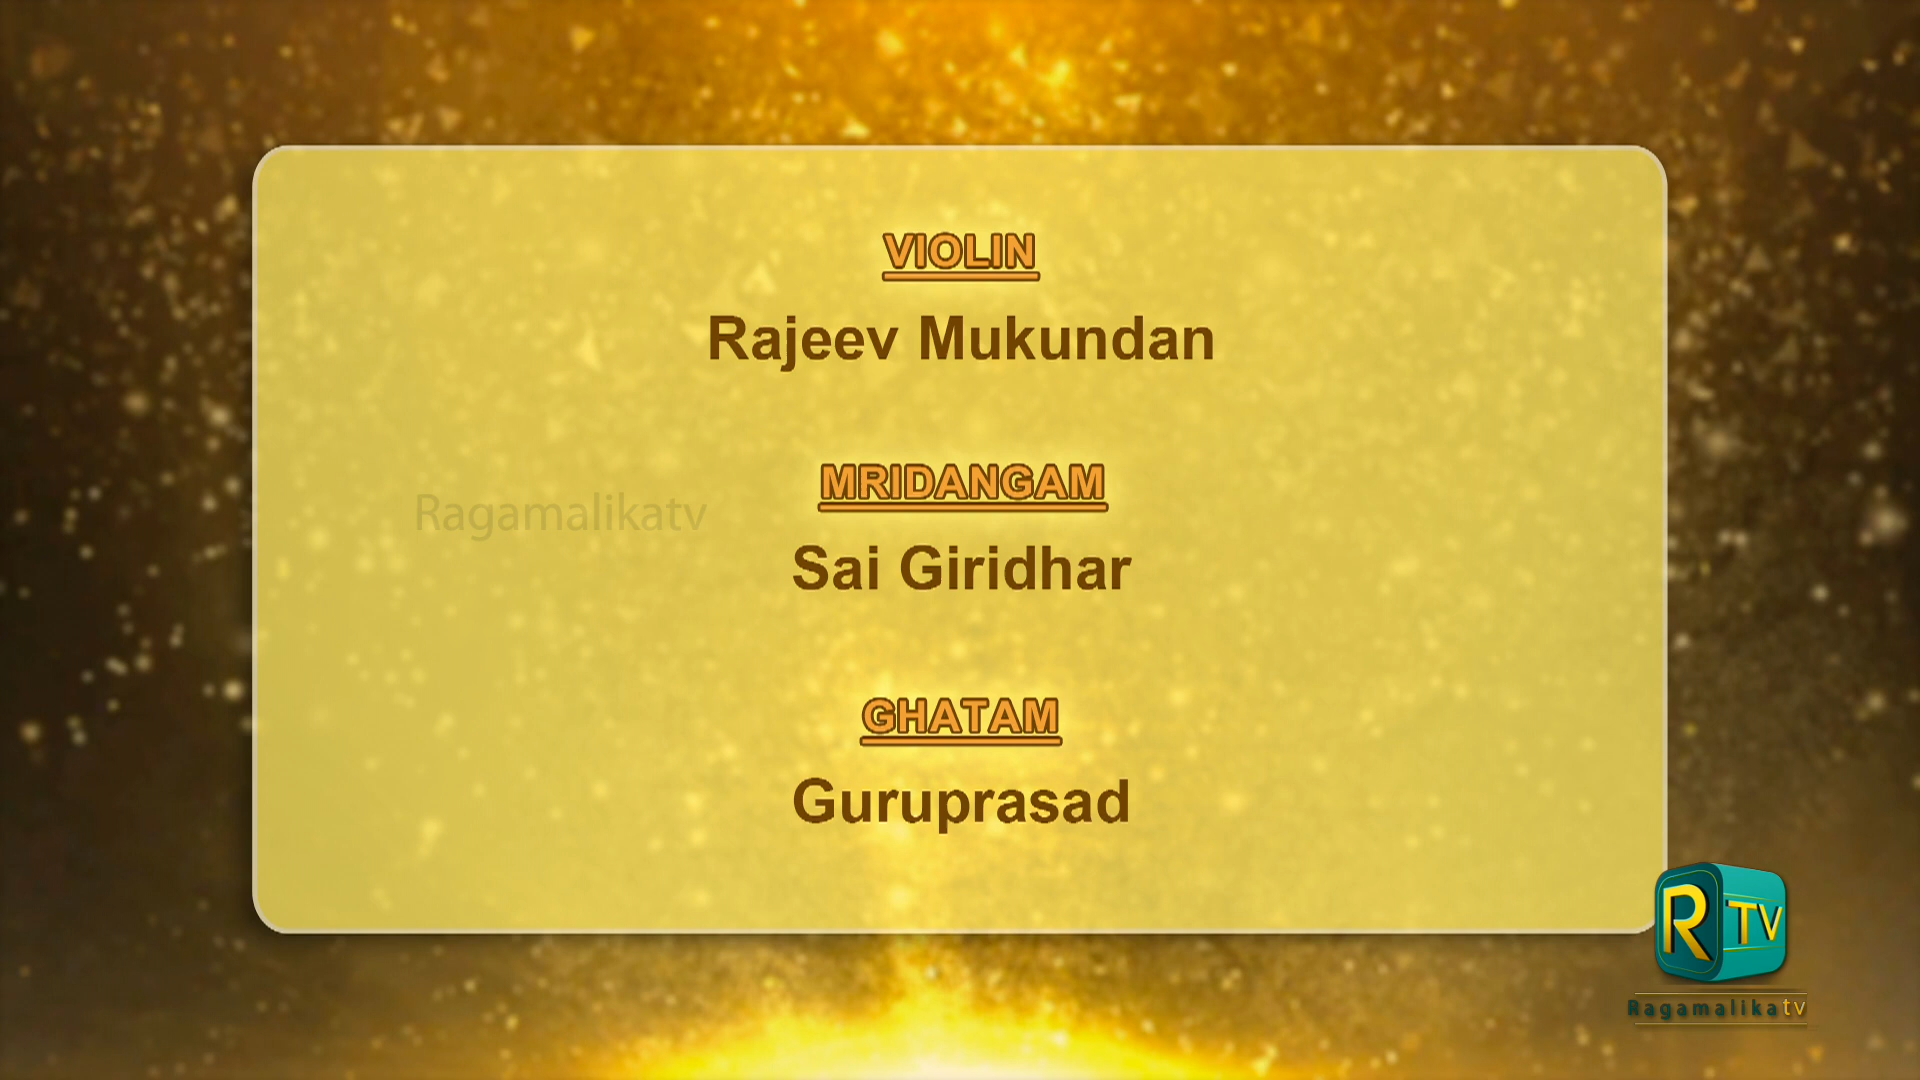 VIOLIN
Rajeev Mukundan
MRIDANGAM
Ragamalikatv
Sai Giridhar
GHATAM
Guruprasad
R TV
Ragamalikatv